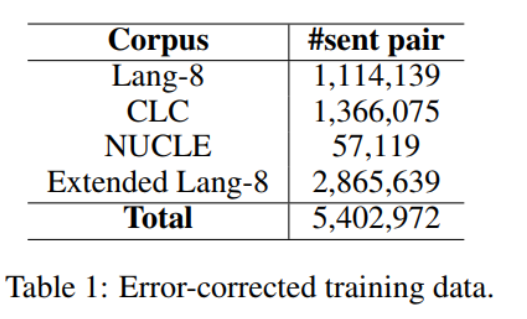 Corpus #sent pair
Lang-8 1,114,139
CLC 1,366,075
NUCLE 57,119
Extended Lang-8 2,865,639
Total 5,402,972
Table 1: Error-corrected training data.